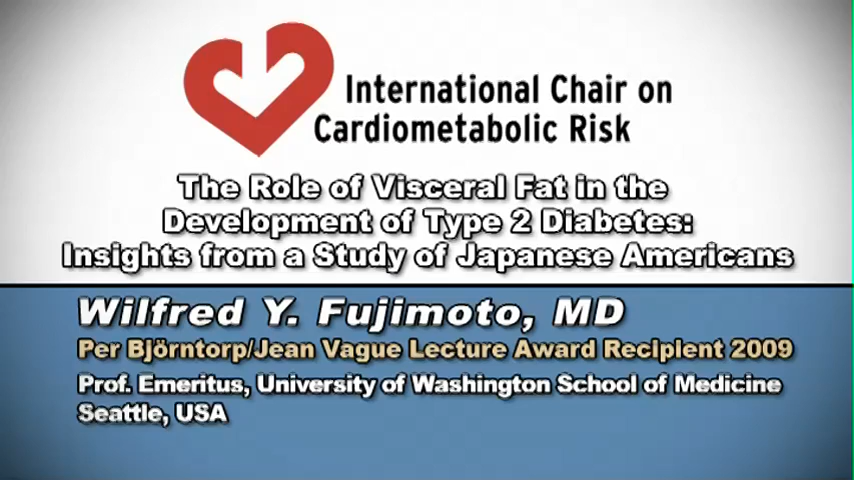 International Chair on
Cardiometabolic Risk
The Role of Visceral Fat in the
Development of Type 2 Diabetes:
Insights from a Study of Japanese Americans
Wilfred Y. Fujimoto, MD
Per Björntorp/Jean Vague Lecture Award Recipient 2009
Prof. Emeritus, University of Washington School of Medicine
Seattle, USA